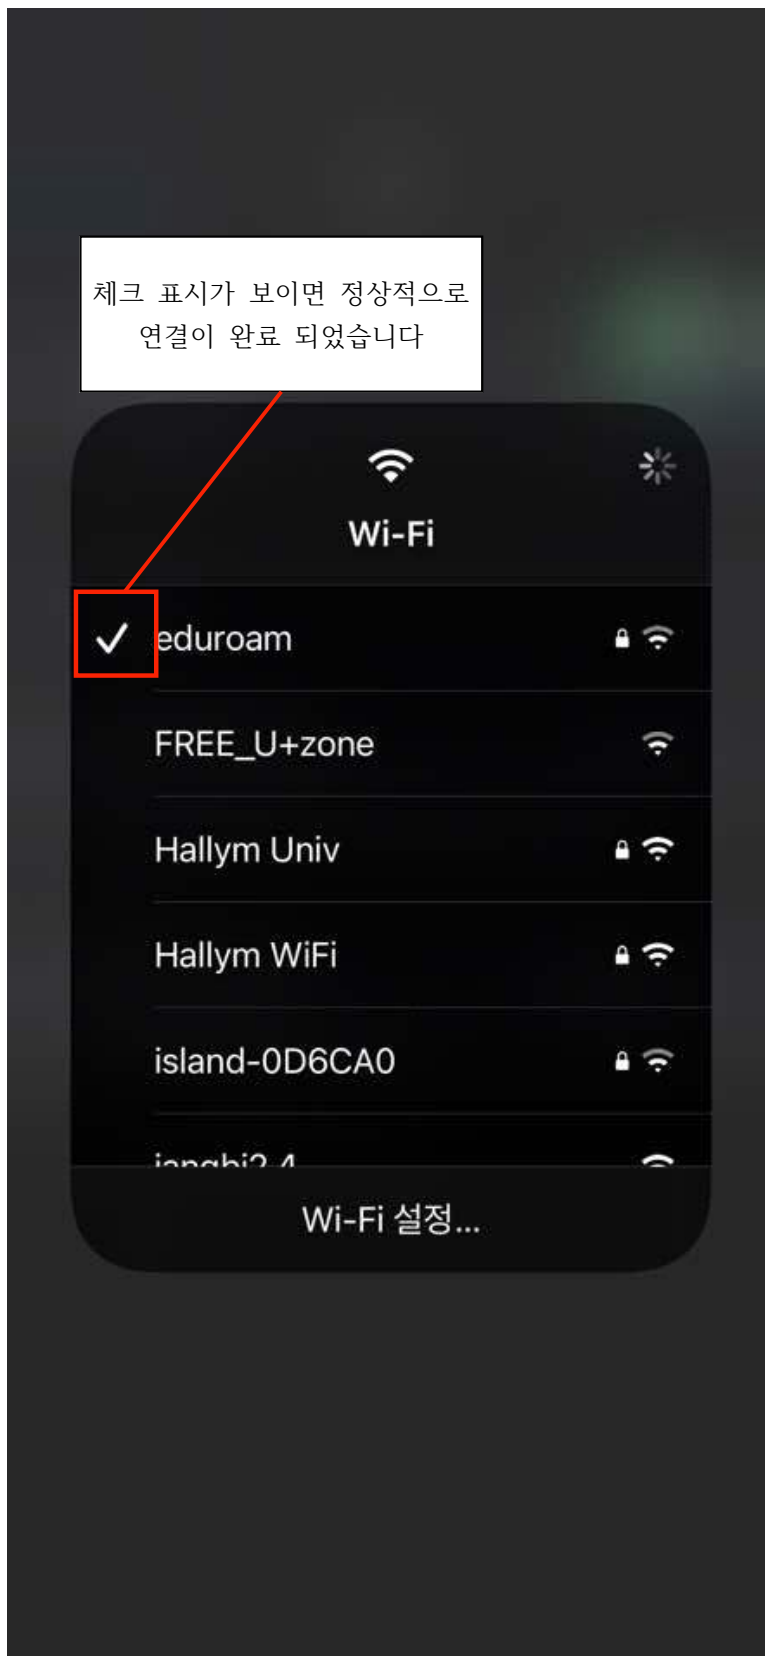 체크 표시가 보이면 정상적으로
연결이 완료 되었습니다
Wi-Fi
eduroam
FREE_U+zone
Hallym Univ
Hallym WiFi
island-0D6CA0
Wi-Fi 설정...